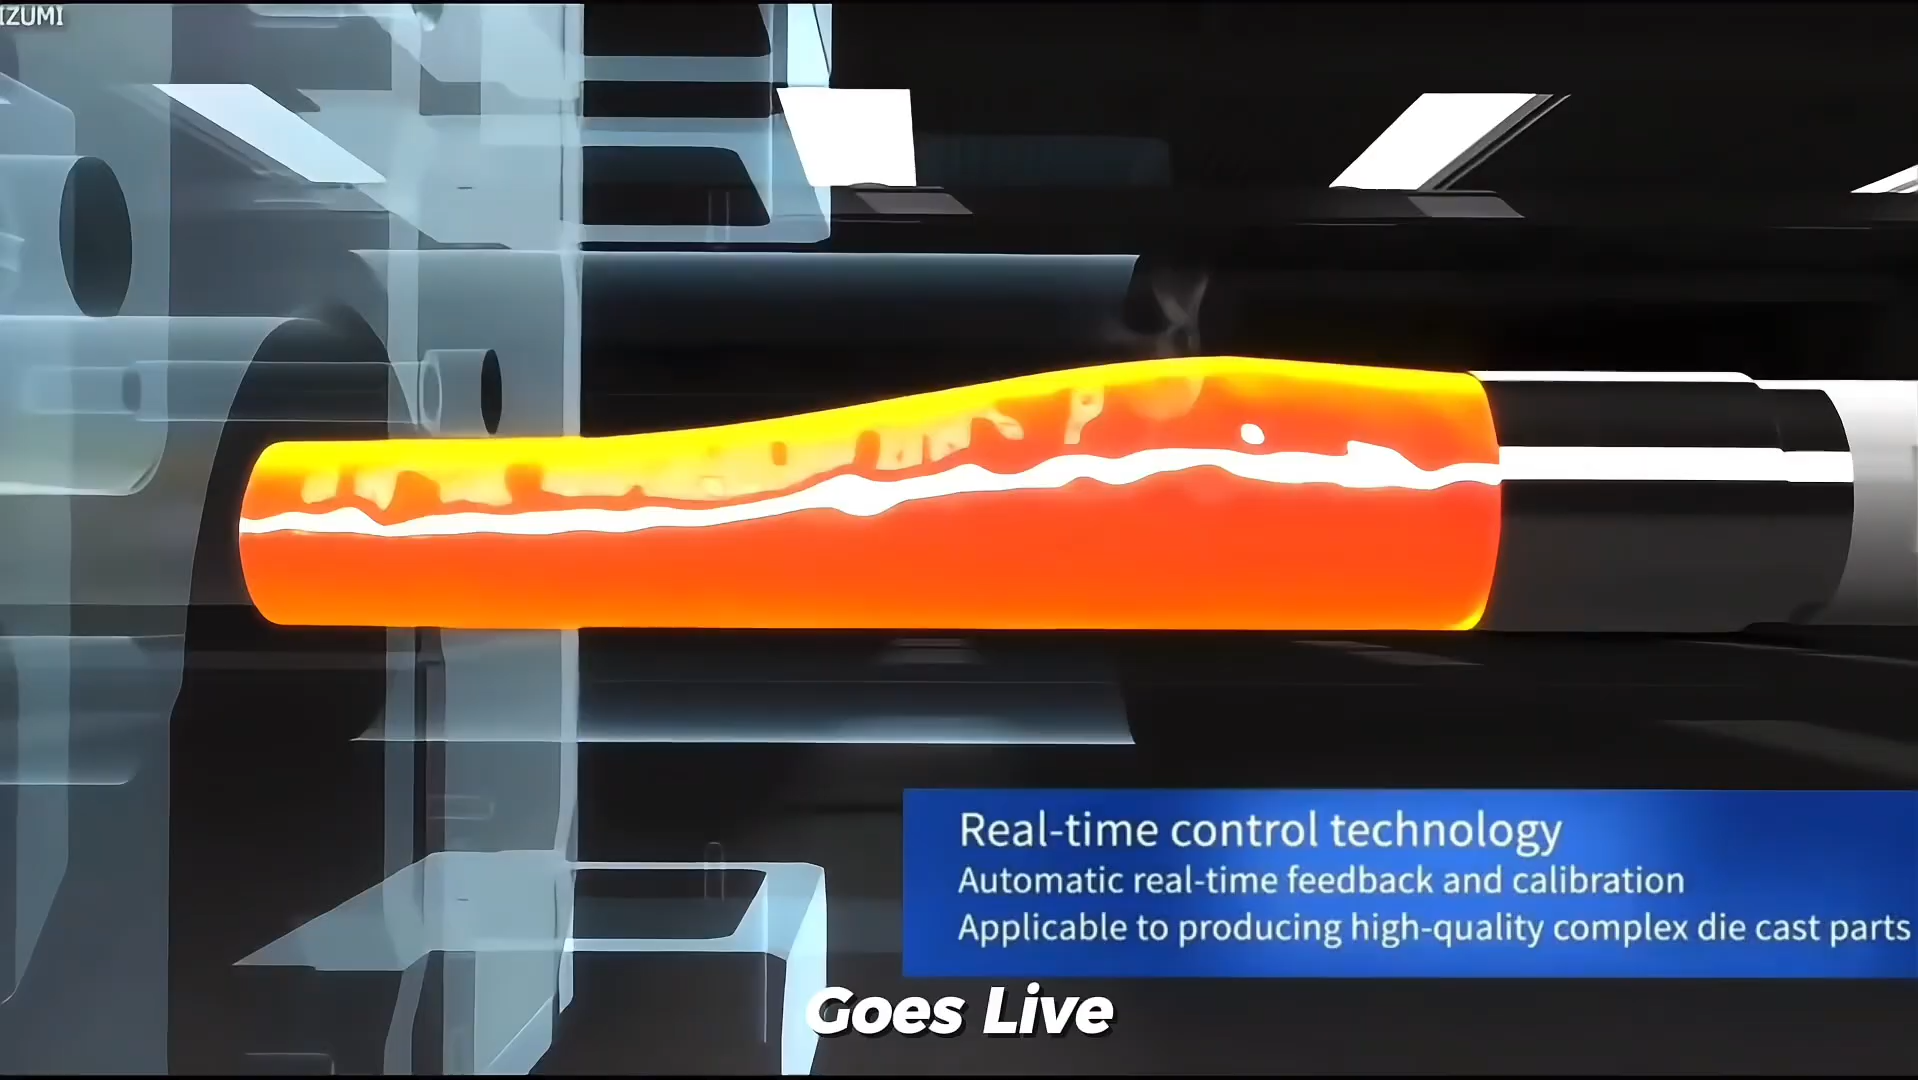 IZUMI
Real-time control technology
Automatic real-time feedback and calibration
Applicable to producing high-quality complex die cast parts
Goes Live